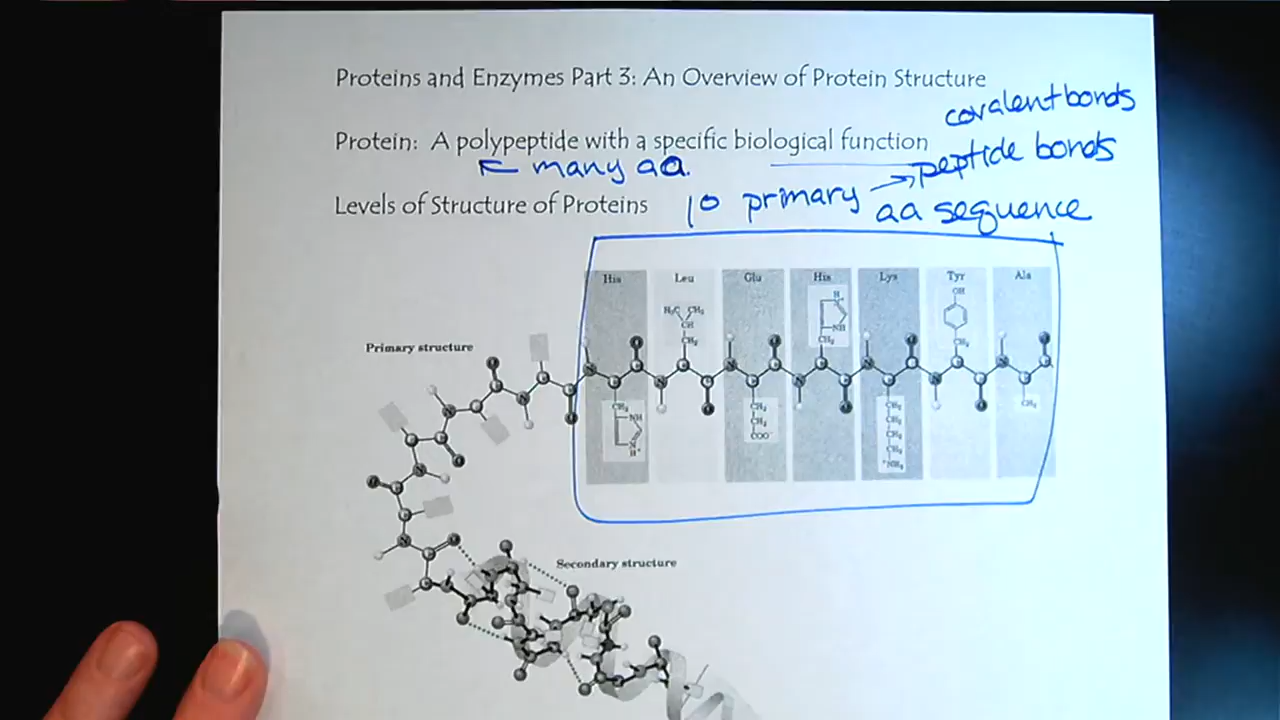 Proteins and Enzymes Part 3: An Overview of Protein Structure
covalent bonds
Protein: A polypeptide with a specific biological function
← many aa.
→ peptide bonds
Levels of Structure of Proteins 1° primary
aa sequence
His Leu Glu His Lys Tyr Ala
Primary structure
Secondary structure